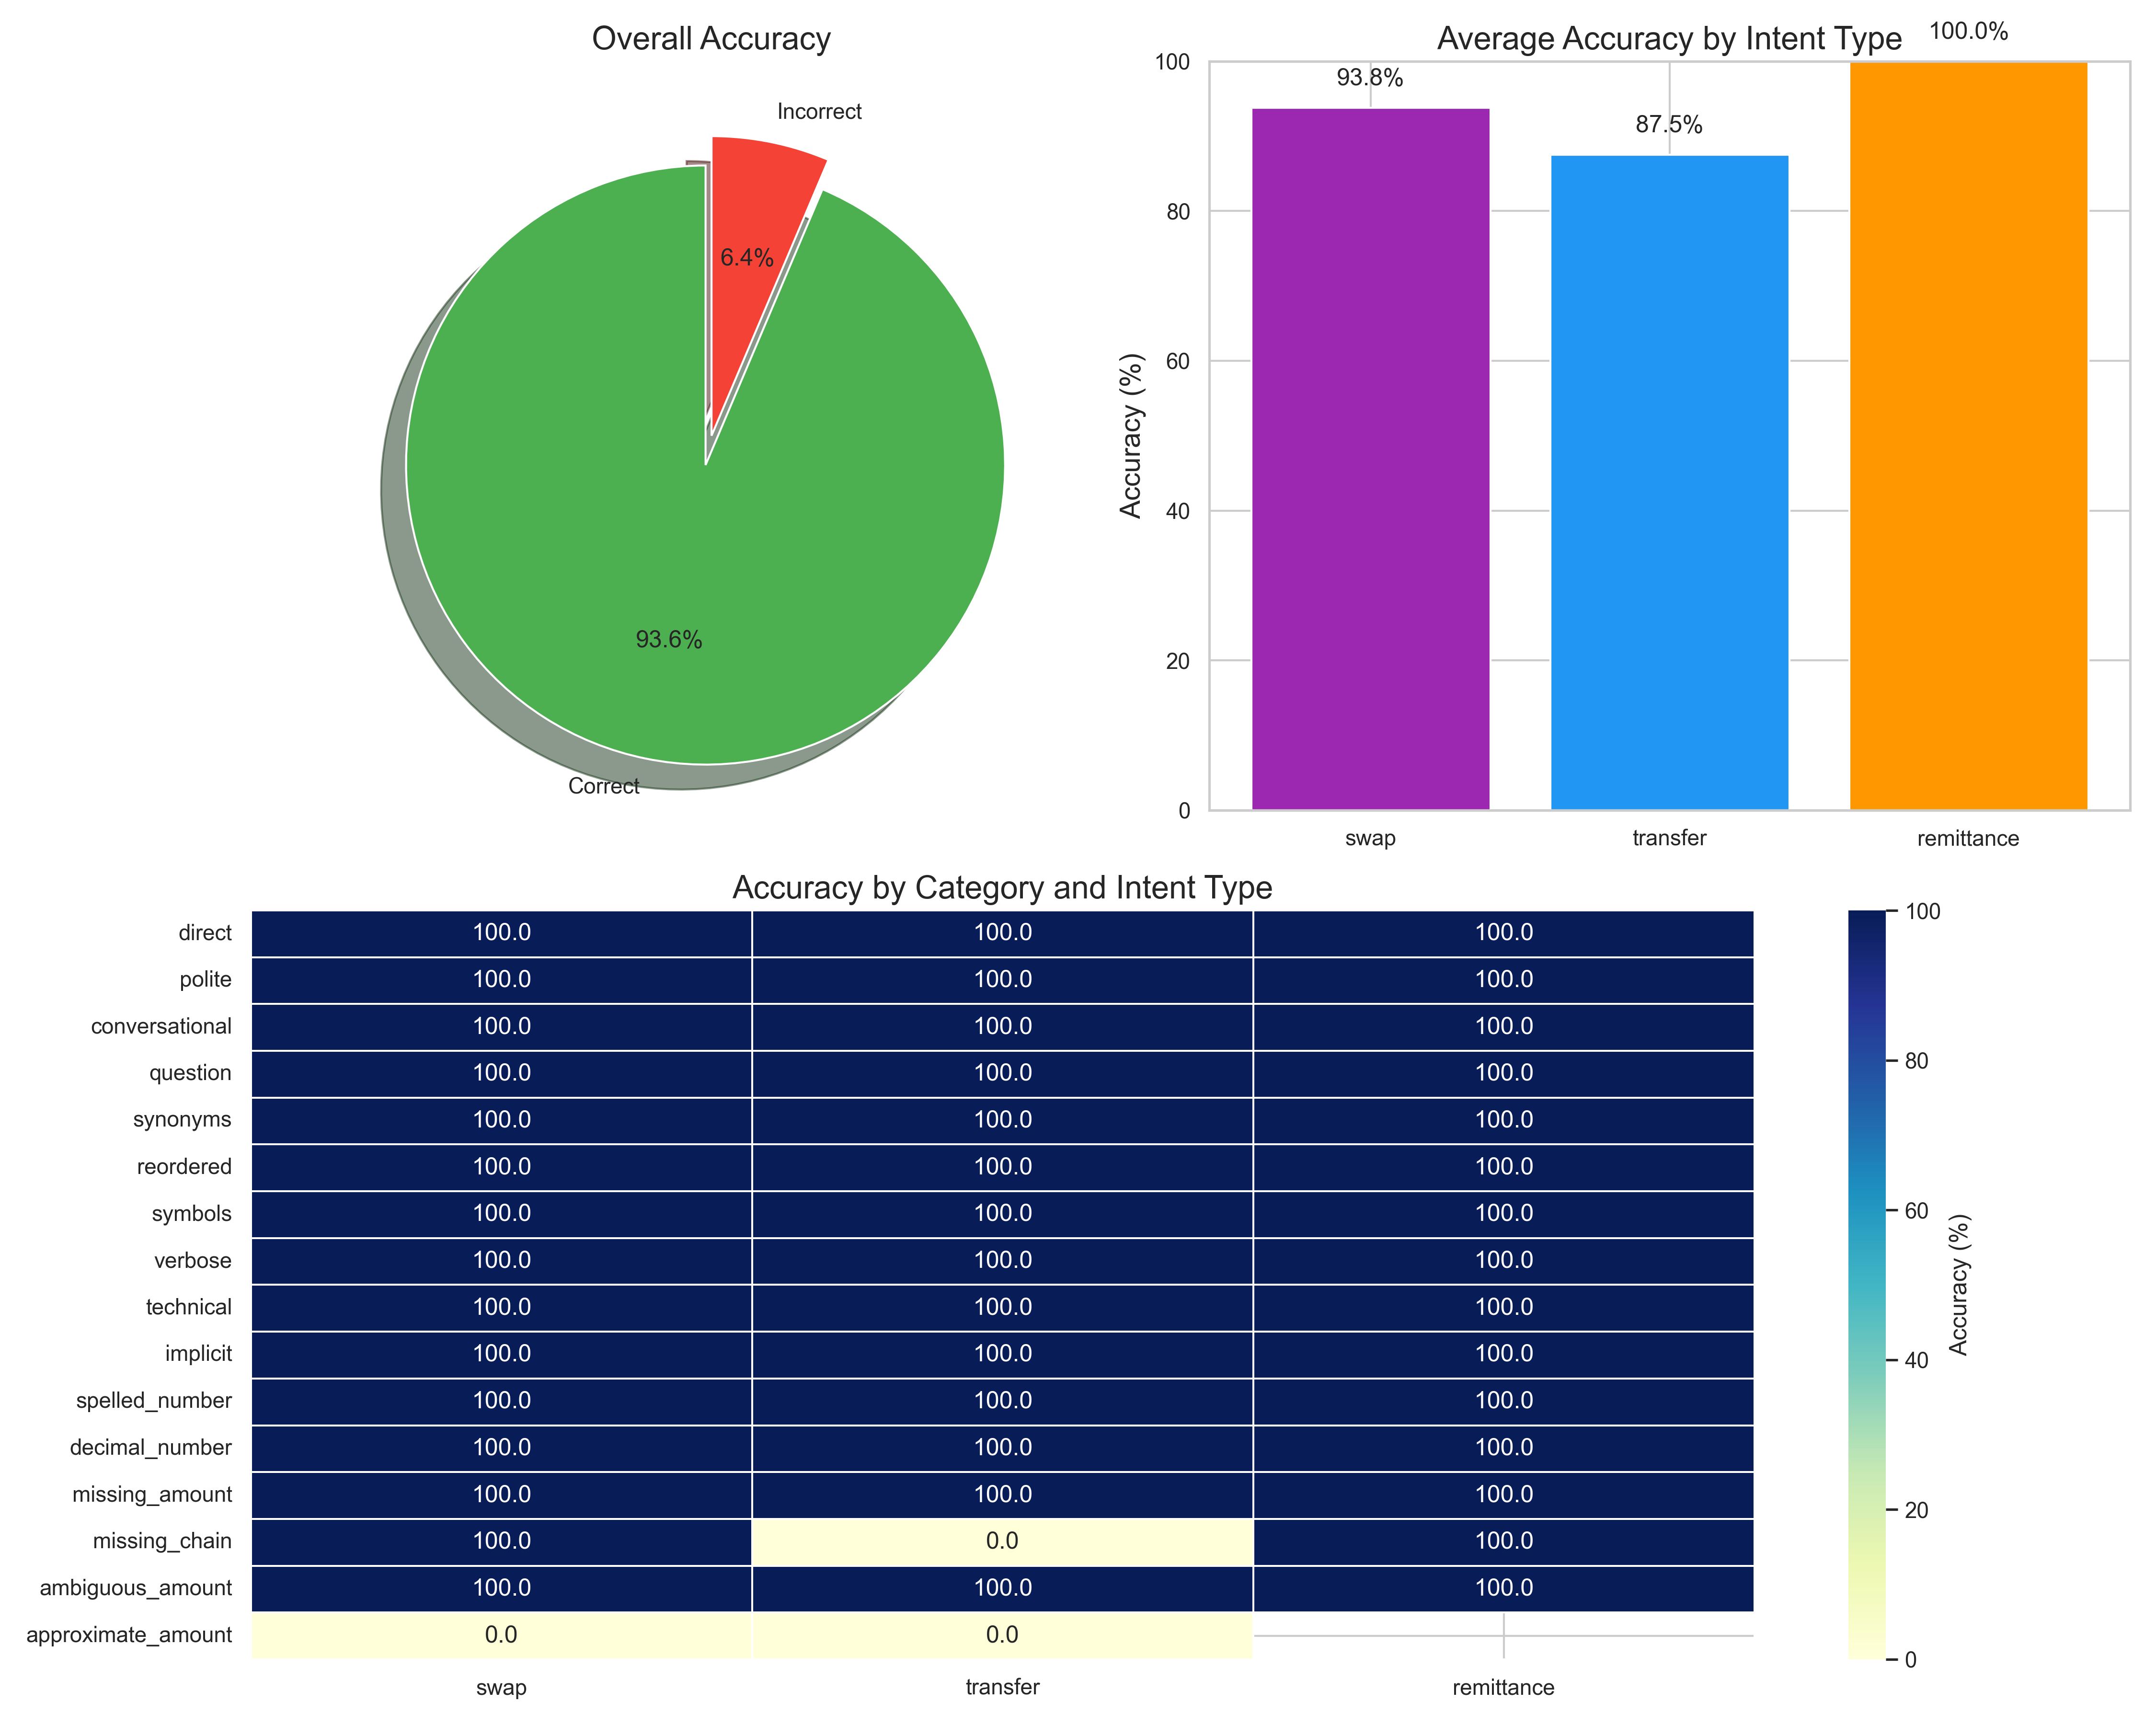 Overall Accuracy
Incorrect
6.4%
93.6%
Correct
Average Accuracy by Intent Type
100.0%
93.8%
87.5%
Accuracy (%)
100
80
60
40
20
0
swap transfer remittance
Accuracy by Category and Intent Type
direct 100.0 100.0 100.0
polite 100.0 100.0 100.0
conversational 100.0 100.0 100.0
question 100.0 100.0 100.0
synonyms 100.0 100.0 100.0
reordered 100.0 100.0 100.0
symbols 100.0 100.0 100.0
verbose 100.0 100.0 100.0
technical 100.0 100.0 100.0
implicit 100.0 100.0 100.0
spelled_number 100.0 100.0 100.0
decimal_number 100.0 100.0 100.0
missing_amount 100.0 100.0 100.0
missing_chain 100.0 0.0 100.0
ambiguous_amount 100.0 100.0 100.0
approximate_amount 0.0 0.0
swap transfer remittance
100
80
60
40
20
0
Accuracy (%)